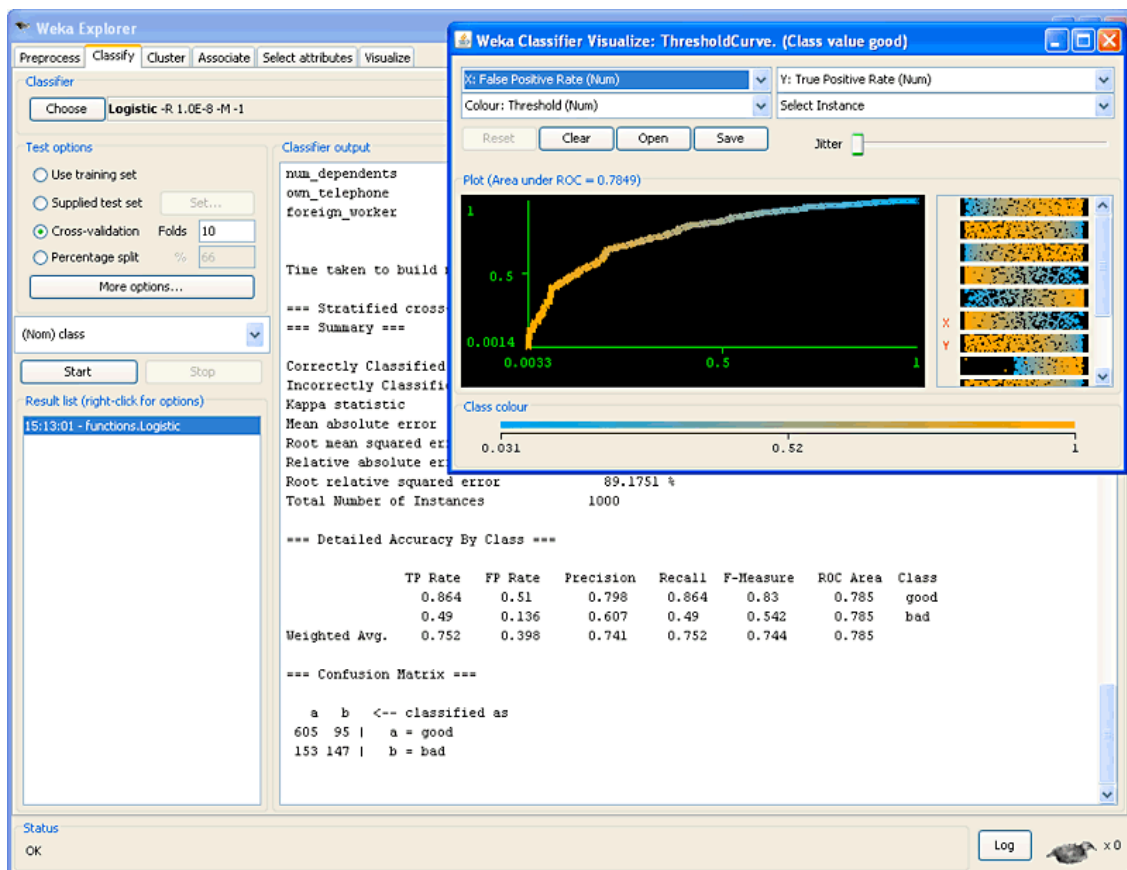 Weka Explorer
Preprocess Classify Cluster Associate Select attributes Visualize
Classifier
Choose Logistic -R 1.0E-8 -M -1
Test options
Use training set
Supplied test set Set...
Cross-validation Folds 10
Percentage split % 66
More options...
(Nom) class
Start Stop
Result list (right-click for options)
15:13:01 - functions.Logistic
Classifier output
num_dependents
own_telephone
foreign_worker
Time taken to build
=== Stratified cross
=== Summary ===
Correctly Classified
Incorrectly Classifi
Kappa statistic
Mean absolute error
Root mean squared er
Relative absolute er
Root relative squared error 89.1751 %
Total Number of Instances 1000
=== Detailed Accuracy By Class ===
TP Rate FP Rate Precision Recall F-Measure ROC Area Class
0.864 0.51 0.798 0.864 0.83 0.785 good
0.49 0.136 0.607 0.49 0.542 0.785 bad
Weighted Avg. 0.752 0.398 0.741 0.752 0.744 0.785
=== Confusion Matrix ===
a b <-- classified as
605 95 | a = good
153 147 | b = bad
Weka Classifier Visualize: ThresholdCurve. (Class value good)
X: False Positive Rate (Num) Y: True Positive Rate (Num)
Colour: Threshold (Num) Select Instance
Reset Clear Open Save Jitter
Plot (Area under ROC = 0.7849)
1
0.5
0.0014
0.0033 0.5 1
X
Y
Class colour
0.031 0.52 1
Status
OK
Log x 0